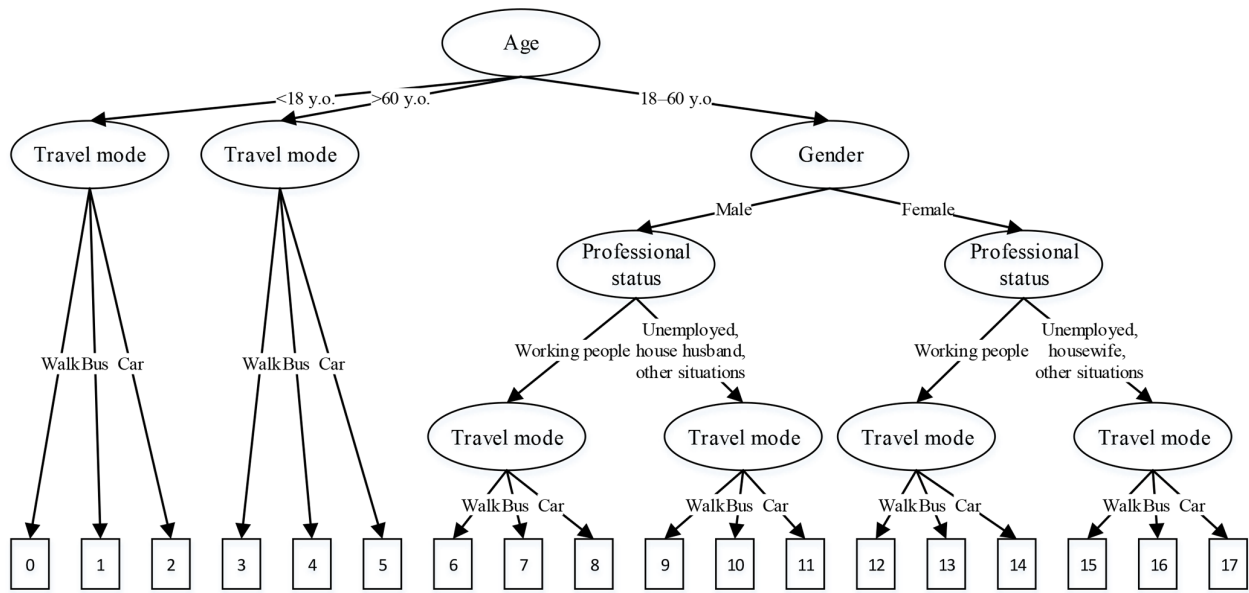 Age
<18 y.o.
>60 y.o.
18–60 y.o.
Travel mode
Travel mode
Gender
Male
Female
Professional
status
Professional
status
Walk Bus Car
Walk Bus Car
Working people
Unemployed,
house husband,
other situations
Working people
Unemployed,
housewife,
other situations
Travel mode
Travel mode
Travel mode
Travel mode
Walk Bus Car
Walk Bus Car
Walk Bus Car
Walk Bus Car
0 1 2 3 4 5 6 7 8 9 10 11 12 13 14 15 16 17